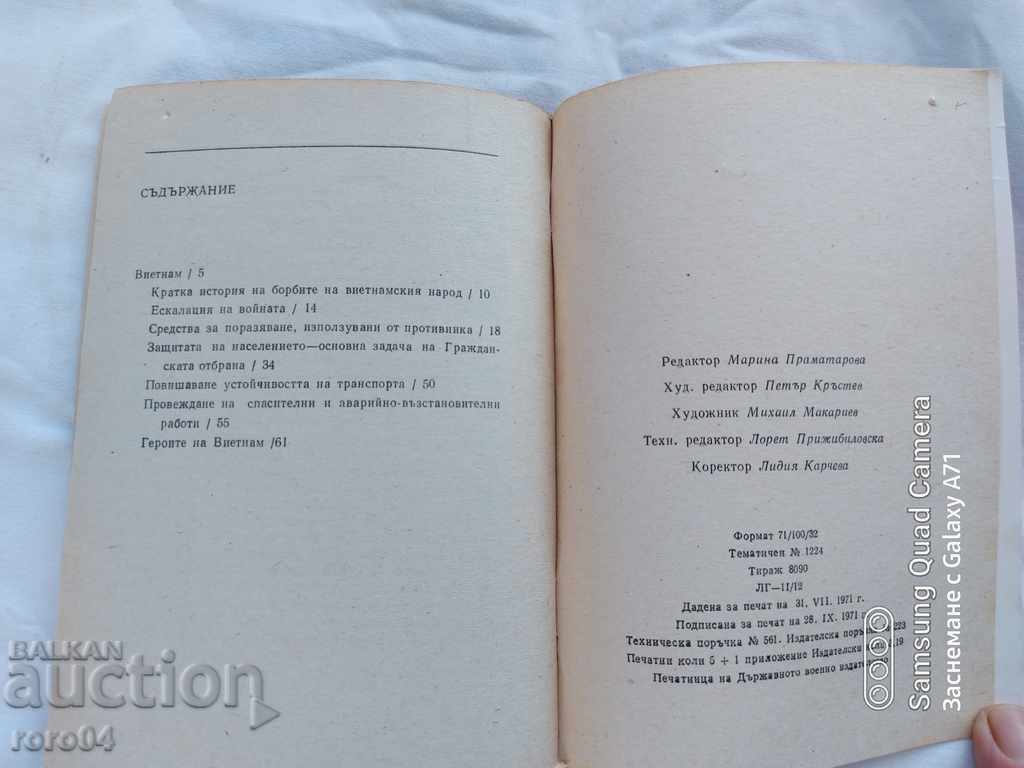 СЪДЪРЖАНИЕ
Виетнам / 5
Кратка история на борбите на виетнамския народ / 10
Ескалация на войната / 14
Средства за поразяване, използувани от противника / 18
Защитата на населението—основна задача на Граждан-
ската отбрана / 34
Повишаване устойчивостта на транспорта / 50
Провеждане на спасителни и аварийно-възстановителни
работи / 55
Героите на Виетнам /61
Редактор Марина Праматарова
Худ. редактор Петър Кръстев
Художник Михаил Макариев
Техн. редактор Лорет Прижибиловска
Коректор Лидия Карчева
Формат 71/100/32
Тематичен № 1224
Тираж 8090
ЛГ—II/12
Дадена за печат на 31. VII. 1971 г.
Подписана за печат на 28. IX. 1971 г.
Техническа поръчка № 561. Издателска 223
Печатни коли 5 + 1 приложение Издателски
Печатница на Държавното военно
Samsung Quad Camera
Заснемане с Galaxy A71
BALKAN
auction
roro04